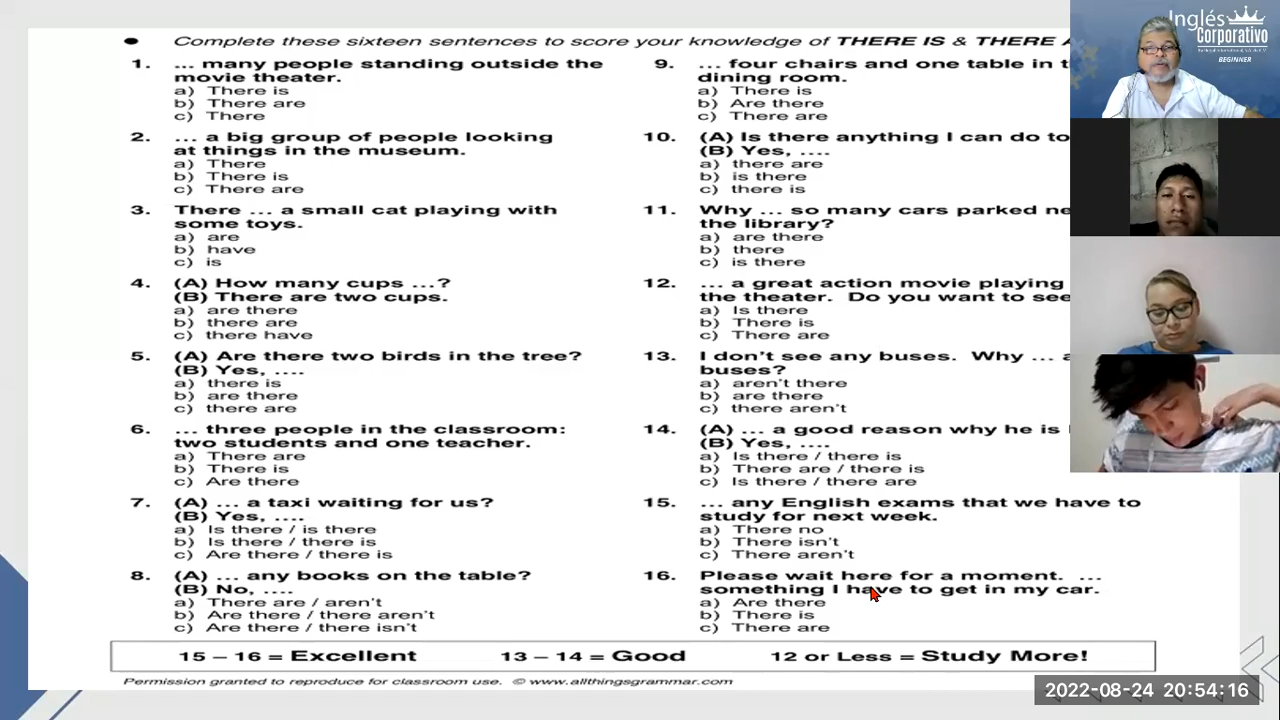 Complete these sixteen sentences to score your knowledge of THERE IS & THERE
1. ... many people standing outside the
movie theater.
a) There is
b) There are
c) There
2. ... a big group of people looking
at things in the museum.
a) There
b) There is
c) There are
3. There ... a small cat playing with
some toys.
a) are
b) have
c) is
4. (A) How many cups ...?
(B) There are two cups.
a) are there
b) there are
c) there have
5. (A) Are there two birds in the tree?
(B) Yes, ....
a) there is
b) are there
c) there are
6. ... three people in the classroom:
two students and one teacher.
a) There are
b) There is
c) Are there
7. (A) ... a taxi waiting for us?
(B) Yes, ....
a) Is there / is there
b) Is there / there is
c) Are there / there is
8. (A) ... any books on the table?
(B) No, ....
a) There are / aren't
b) Are there / there aren't
c) Are there / there isn't
9. ... four chairs and one table in
dining room.
a) There is
b) Are there
c) There are
10. (A) Is there anything I can do to
(B) Yes, ....
a) there are
b) is there
c) there is
11. Why ... so many cars parked
the library?
a) are there
b) there
c) is there
12. ... a great action movie playing
the theater. Do you want to see
a) Is there
b) There is
c) There are
13. I don't see any buses. Why ...
buses?
a) aren't there
b) are there
c) there aren't
14. (A) ... a good reason why he is
(B) Yes, ....
a) Is there / there is
b) There are / there is
c) Is there / there are
15. ... any English exams that we have to
study for next week.
a) There no
b) There isn't
c) There aren't
16. Please wait here for a moment. ...
something I have to get in my car.
a) Are there
b) There is
c) There are
15 – 16 = Excellent 13 – 14 = Good 12 or Less = Study More!
Permission granted to reproduce for classroom use. © www.allthingsgrammar.com
Inglés
Corporativo
BEGINNER
2022-08-24 20:54:16